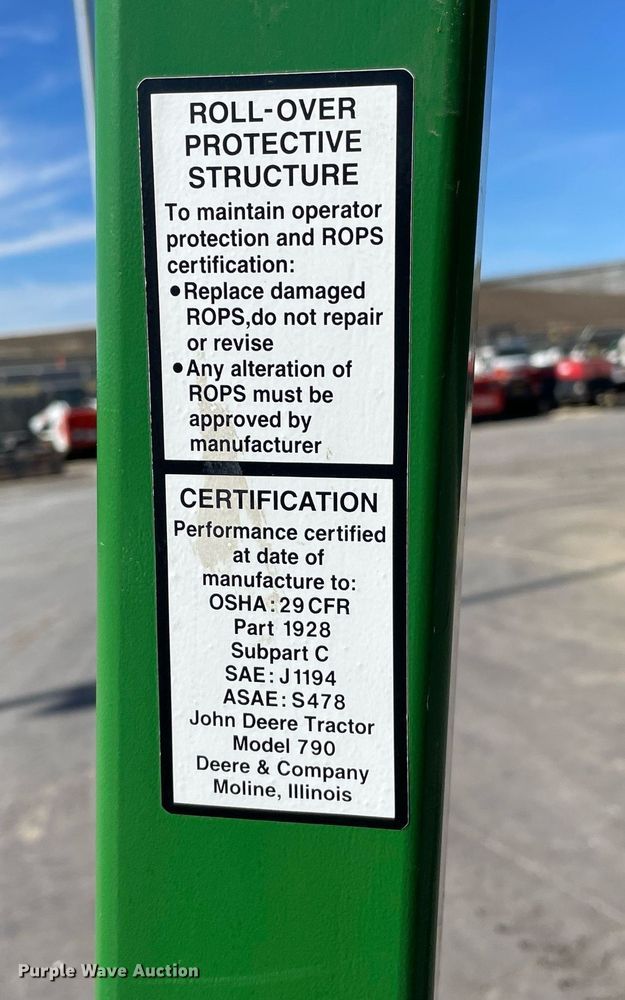 ROLL-OVER
PROTECTIVE
STRUCTURE
To maintain operator
protection and ROPS
certification:
•Replace damaged
ROPS,do not repair
or revise
•Any alteration of
ROPS must be
approved by
manufacturer
CERTIFICATION
Performance certified
at date of
manufacture to:
OSHA:29 CFR
Part 1928
Subpart C
SAE: J1194
ASAE: S478
John Deere Tractor
Model 790
Deere & Company
Moline, Illinois
Purple Wave Auction